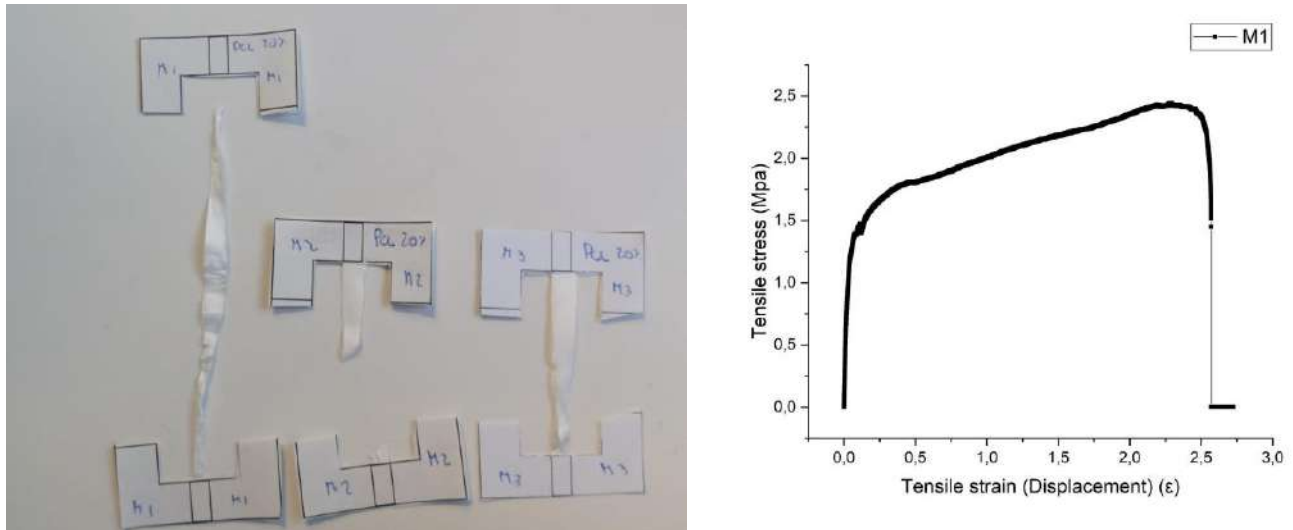 PCL 20%
M1
M1
M2
PCL 20%
M2
M3
PCL 20%
M3
M1
M1
M2
M2
M3
M3
M1
Tensile stress (Mpa)
2,5
2,0
1,5
1,0
0,5
0,0
0,0 0,5 1,0 1,5 2,0 2,5 3,0
Tensile strain (Displacement) (ε)